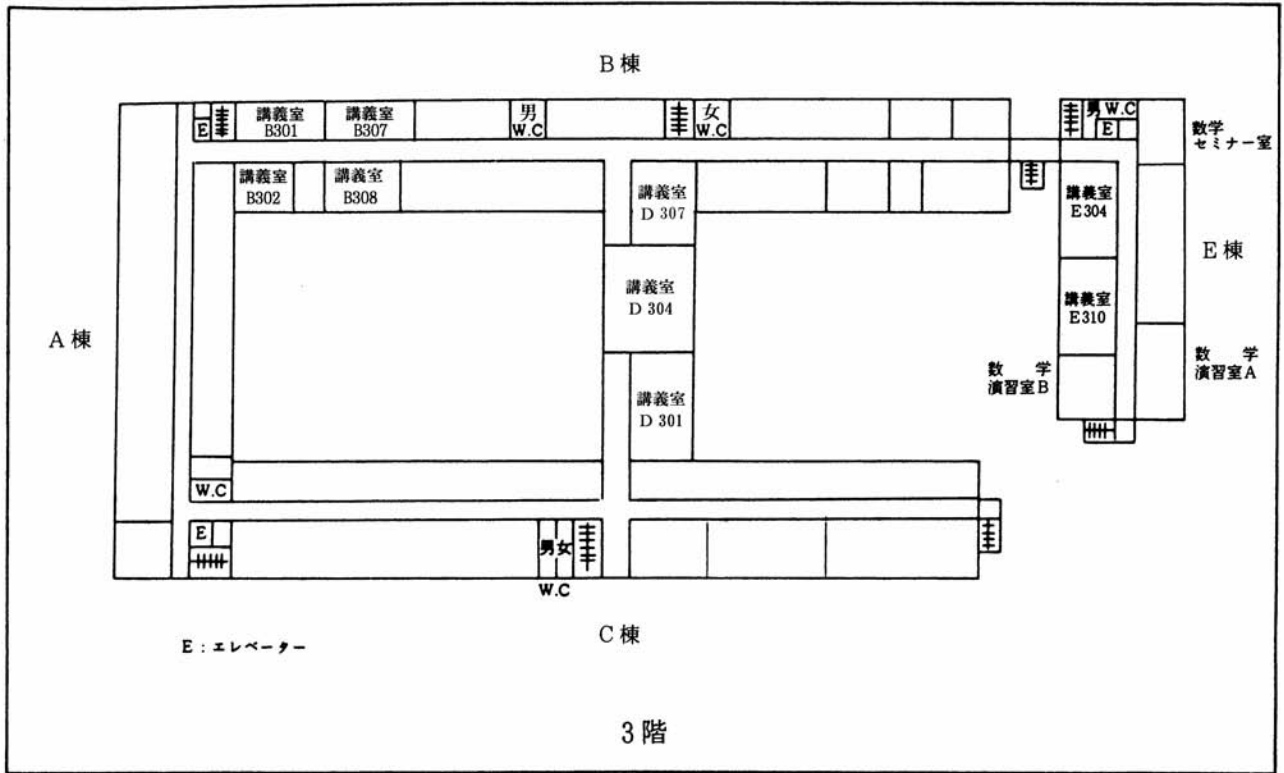 B棟
講義室
B301
講義室
B307
男
W.C
女
W.C
男 W.C
E
E
数学
セミナー室
講義室
B302
講義室
B308
講義室
D 307
講義室
E304
E棟
講義室
D 304
講義室
E310
A棟
数 学
演習室B
数 学
演習室A
講義室
D 301
W.C
E
男 女
W.C
C棟
E:エレベーター
3階